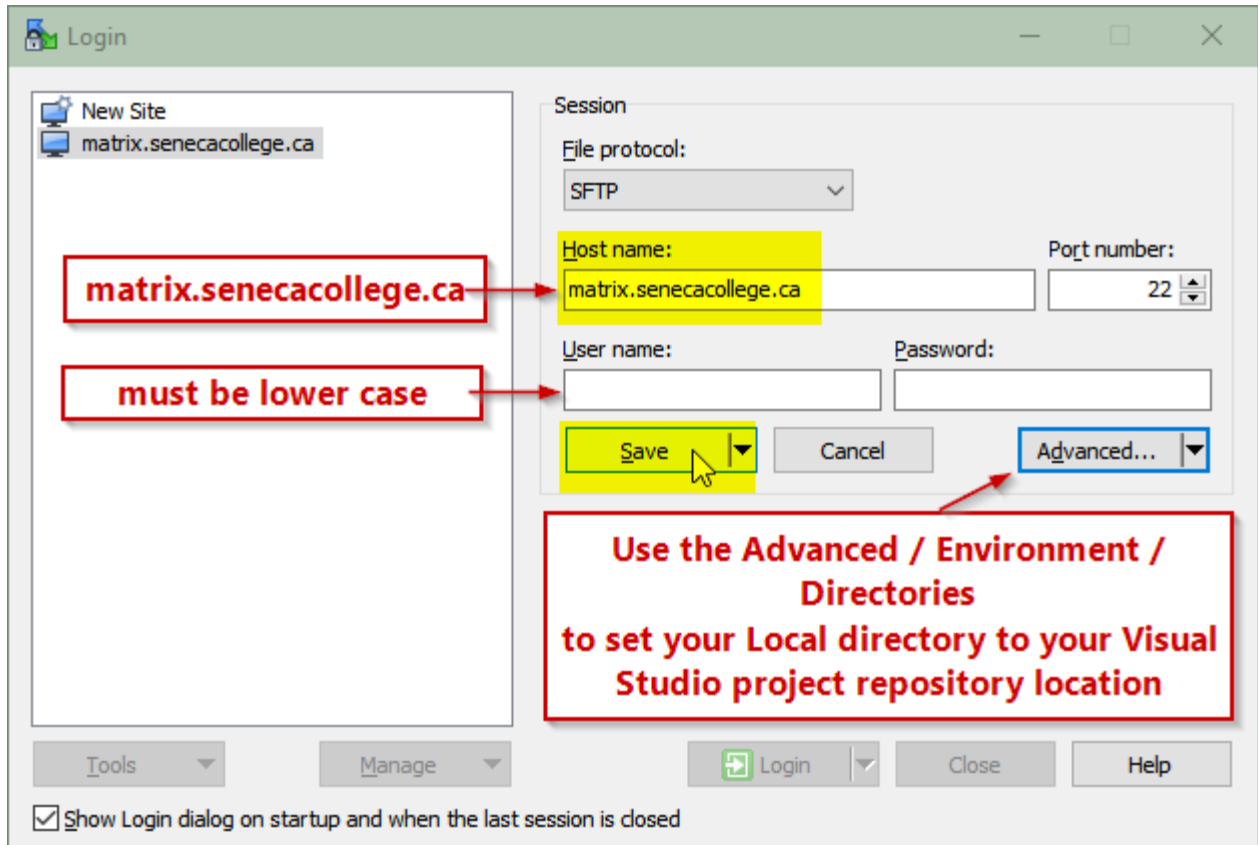 Login
New Site
matrix.senecacollege.ca
Session
File protocol:
SFTP
Host name:
Port number:
matrix.senecacollege.ca
matrix.senecacollege.ca
22
User name:
Password:
must be lower case
Save
Cancel
Advanced...
Use the Advanced / Environment /
Directories
to set your Local directory to your Visual
Studio project repository location
Tools
Manage
Login
Close
Help
Show Login dialog on startup and when the last session is closed